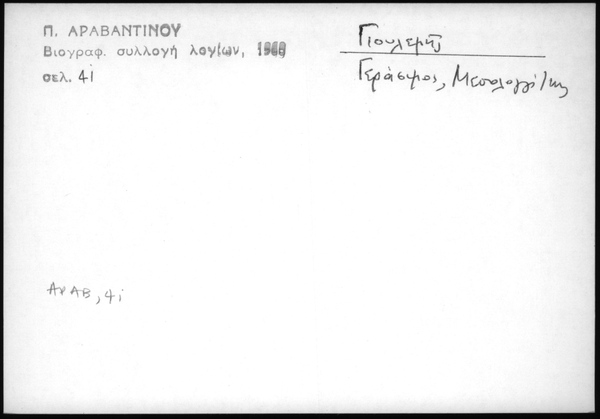 Π. ΑΡΑΒΑΝΤΙΝΟΥ
Βιογραφ. συλλογή λογίων, 1960
σελ. 41
Γιουλεμῆς
Γεράσιμος, Μεσολογγίτης
ΑΡΑΒ, 41